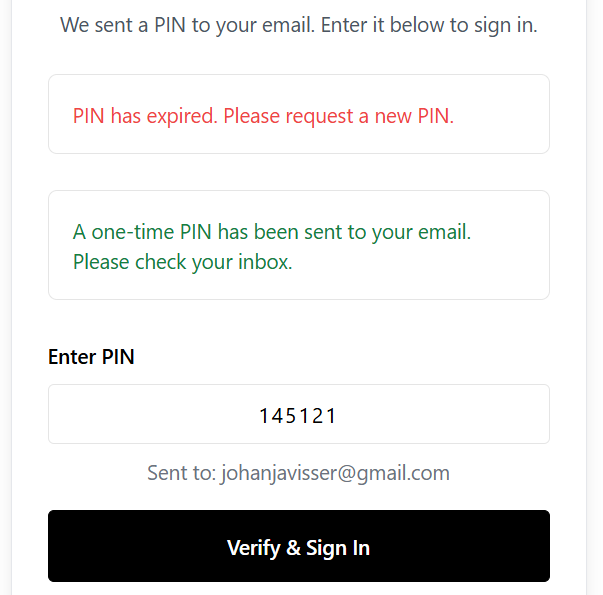 We sent a PIN to your email. Enter it below to sign in.
PIN has expired. Please request a new PIN.
A one-time PIN has been sent to your email.
Please check your inbox.
Enter PIN
145121
Sent to: johanjavisser@gmail.com
Verify & Sign In